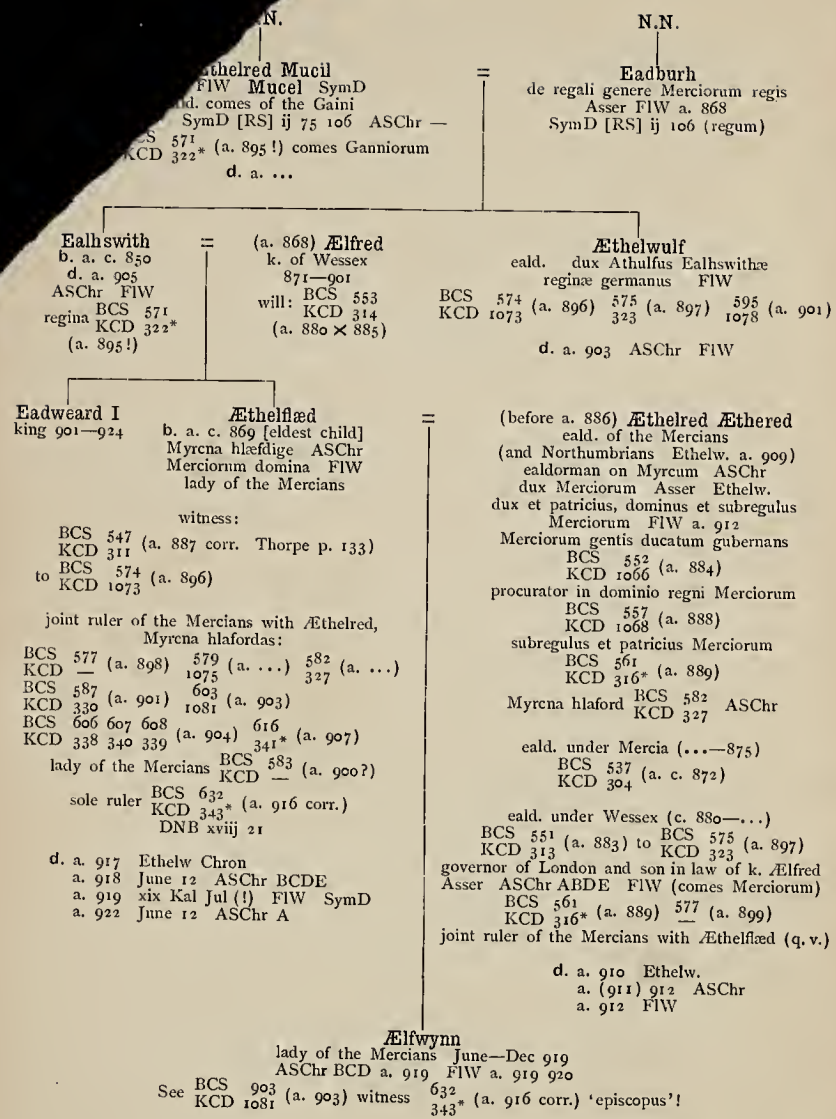 N.
N.N.
thelred Mucil
=
Eadburh
FlW Mucel SymD
de regali genere Merciorum regis
d. comes of the Gaini
Asser FlW a. 868
SymD [RS] ij 75 106 ASChr —
SymD [RS] ij 106 (regum)
CS 571
KCD 322* (a. 895!) comes Ganniorum
d. a. ...
Ealhswith
=
(a. 868) Ælfred
Æthelwulf
b. a. c. 850
k. of Wessex
eald. dux Athulfus Ealhswithæ
d. a. 905
871—901
reginæ germanus FlW
ASChr FlW
will: BCS 553
KCD 314
BCS 574 (a. 896) 575 (a. 897) 595 (a. 901)
KCD 1073 323 1078
regina BCS 571
KCD 322*
(a. 880 × 885)
(a. 895!)
d. a. 903 ASChr FlW
Eadweard I
king 901—924
Æthelflæd
b. a. c. 869 [eldest child]
Myrcna hlæfdige ASChr
Merciorum domina FlW
lady of the Mercians
witness:
BCS 547
KCD 311 (a. 887 corr. Thorpe p. 133)
to BCS 574
KCD 1073 (a. 896)
joint ruler of the Mercians with Æthelred,
Myrcna hlafordas:
BCS 577 (a. 898) 579 (a. ...) 582 (a. ...)
KCD — 1075 327
BCS 587 (a. 901) 603 (a. 903)
KCD 330 1081
BCS 606 607 608 (a. 904) 616 (a. 907)
KCD 338 340 339 341*
lady of the Mercians BCS 583 (a. 900?)
KCD —
sole ruler BCS 632 (a. 916 corr.)
KCD 343*
DNB xviij 21
d. a. 917 Ethelw Chron
a. 918 June 12 ASChr BCDE
a. 919 xix Kal Jul (!) FlW SymD
a. 922 June 12 ASChr A
=
(before a. 886) Æthelred Æthered
eald. of the Mercians
(and Northumbrians Ethelw. a. 909)
ealdorman on Myrcum ASChr
dux Merciorum Asser Ethelw.
dux et patricius, dominus et subregulus
Merciorum FlW a. 912
Merciorum gentis ducatum gubernans
BCS 552
KCD 1066 (a. 884)
procurator in dominio regni Merciorum
BCS 557
KCD 1068 (a. 888)
subregulus et patricius Merciorum
BCS 561
KCD 316* (a. 889)
Myrcna hlaford BCS 582 ASChr
KCD 327
eald. under Mercia (...—875)
BCS 537
KCD 304 (a. c. 872)
eald. under Wessex (c. 880—...)
BCS 551 (a. 883) to BCS 575 (a. 897)
KCD 313 KCD 323
governor of London and son in law of k. Ælfred
Asser ASChr ABDE FlW (comes Merciorum)
BCS 561 (a. 889) 577 (a. 899)
KCD 316* —
joint ruler of the Mercians with Æthelflæd (q. v.)
d. a. 910 Ethelw.
a. (911) 912 ASChr
a. 912 FlW
Ælfwynn
lady of the Mercians June—Dec 919
ASChr BCD a. 919 FlW a. 919 920
See BCS 903 (a. 903) witness 632 (a. 916 corr.) 'episcopus'!
KCD 1081 343*